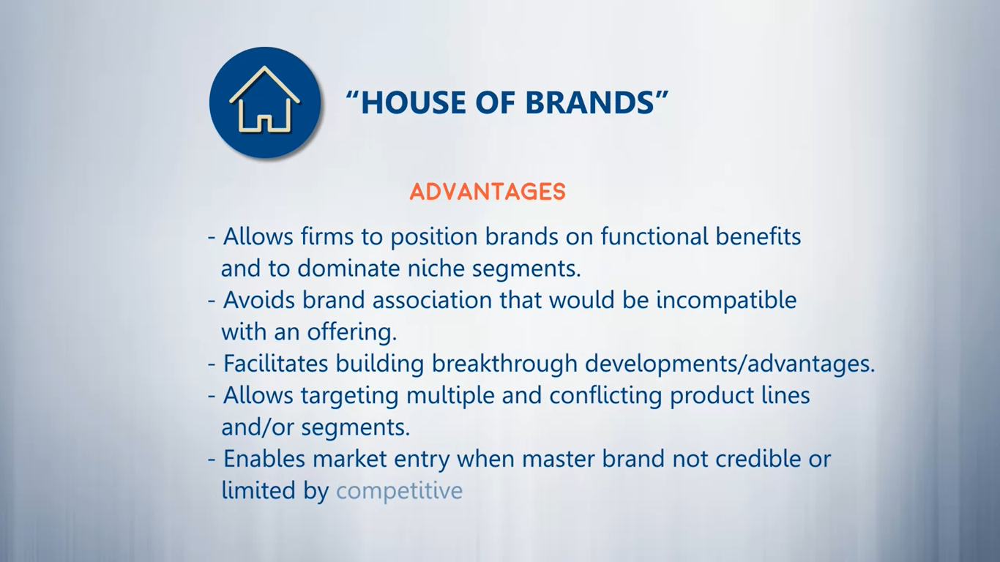 “HOUSE OF BRANDS”
ADVANTAGES
- Allows firms to position brands on functional benefits
and to dominate niche segments.
- Avoids brand association that would be incompatible
with an offering.
- Facilitates building breakthrough developments/advantages.
- Allows targeting multiple and conflicting product lines
and/or segments.
- Enables market entry when master brand not credible or
limited by competitive